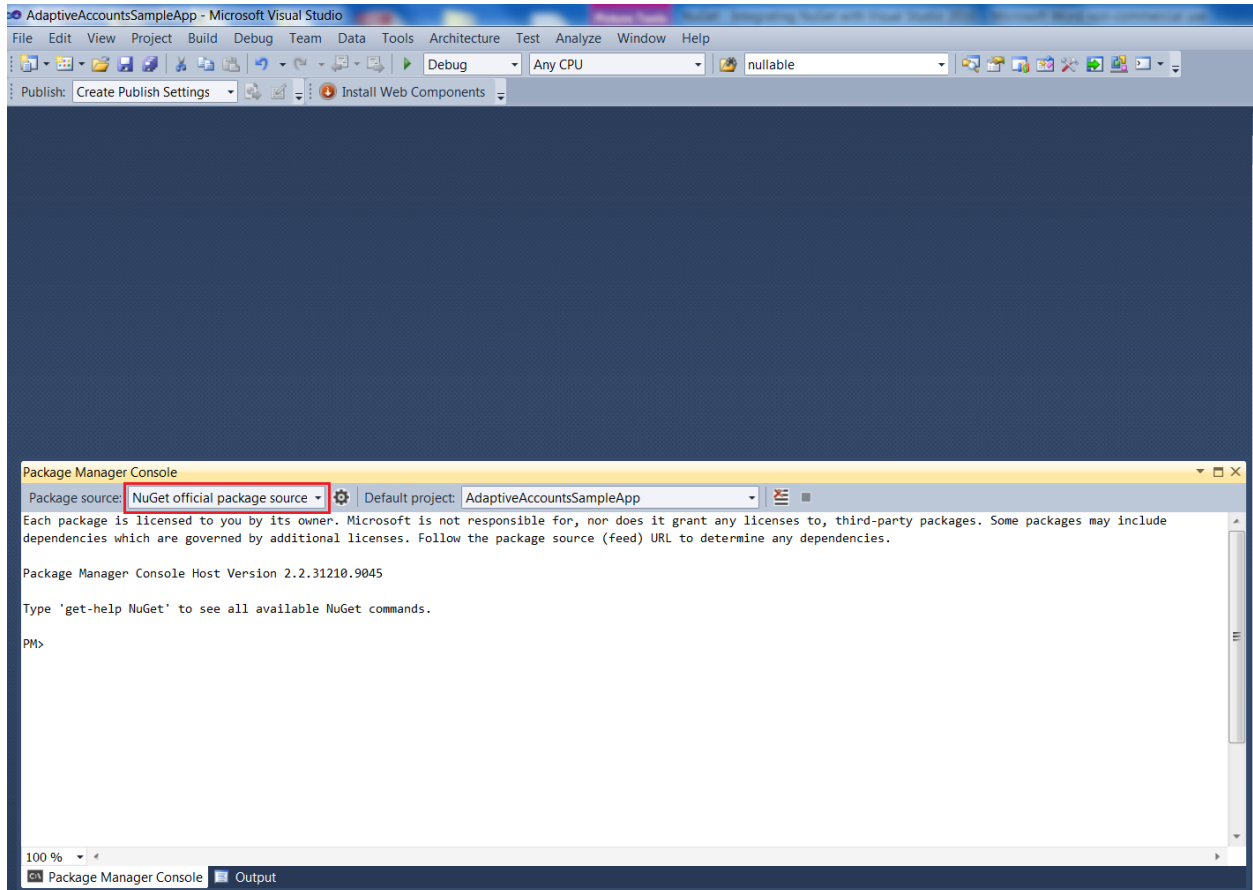 AdaptiveAccountsSampleApp - Microsoft Visual Studio
File Edit View Project Build Debug Team Data Tools Architecture Test Analyze Window Help
Debug Any CPU nullable
Publish: Create Publish Settings Install Web Components
Package Manager Console
Package source: NuGet official package source Default project: AdaptiveAccountsSampleApp
Each package is licensed to you by its owner. Microsoft is not responsible for, nor does it grant any licenses to, third-party packages. Some packages may include
dependencies which are governed by additional licenses. Follow the package source (feed) URL to determine any dependencies.
Package Manager Console Host Version 2.2.31210.9045
Type 'get-help NuGet' to see all available NuGet commands.
PM>
100 %
Package Manager Console Output